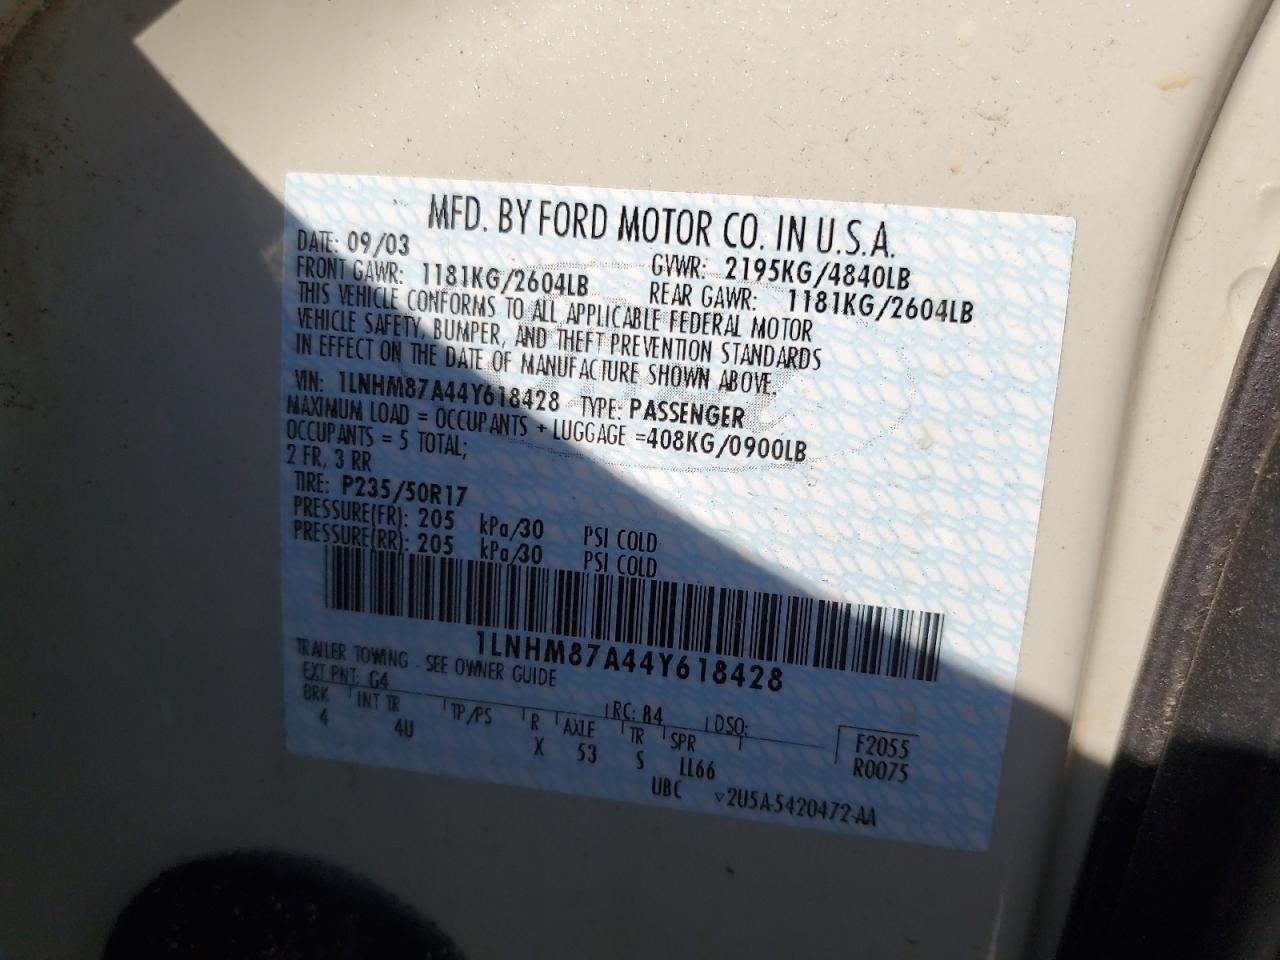 MFD. BY FORD MOTOR CO. IN U.S.A.
DATE: 09/03 GVWR: 2195KG/4840LB
FRONT GAWR: 1181KG/2604LB REAR GAWR: 1181KG/2604LB
THIS VEHICLE CONFORMS TO ALL APPLICABLE FEDERAL MOTOR
VEHICLE SAFETY, BUMPER, AND THEFT PREVENTION STANDARDS
IN EFFECT ON THE DATE OF MANUFACTURE SHOWN ABOVE.
VIN: 1LNHM87A44Y618428 TYPE: PASSENGER
MAXIMUM LOAD = OCCUPANTS + LUGGAGE =408KG/0900LB
OCCUPANTS = 5 TOTAL;
2 FR, 3 RR
TIRE: P235/50R17
PRESSURE(FR): 205 kPa/30 PSI COLD
PRESSURE(RR): 205 kPa/30 PSI COLD
1LNHM87A44Y618428
TRAILER TOWING - SEE OWNER GUIDE
EXT PNT: G4 RC: 84 DSO:
BRK INT TR TP/PS R AXLE TR SPR F2055
4 4U X 53 S LL66 R0075
UBC ▽2U5A-5420472-AA